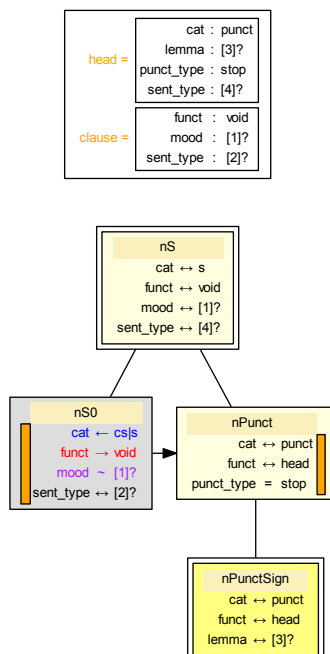 head =
cat : punct
lemma : [3]?
punct_type : stop
sent_type : [4]?
clause =
funct : void
mood : [1]?
sent_type : [2]?
nS
cat ↔ s
funct ↔ void
mood ↔ [1]?
sent_type ↔ [4]?
nS0
cat ← cs|s
funct → void
mood ~ [1]?
sent_type ↔ [2]?
nPunct
cat ↔ punct
funct ↔ head
punct_type = stop
nPunctSign
cat ↔ punct
funct ↔ head
lemma ↔ [3]?